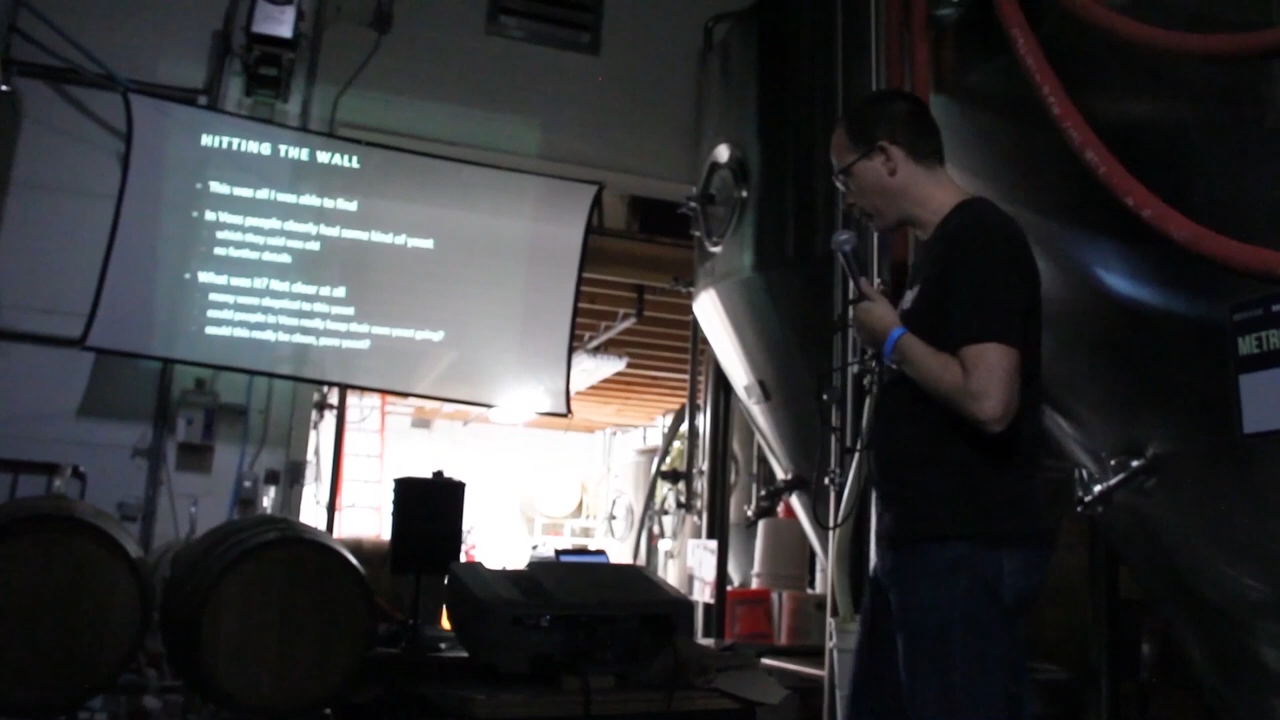 HITTING THE WALL
This was all I was able to find
In Voss people clearly had some kind of yeast
which they said was old
no further details
What was it? Not clear at all
many were skeptical to this yeast
could people in Voss really keep their own yeast going?
could this really be clean, pure yeast?
METR